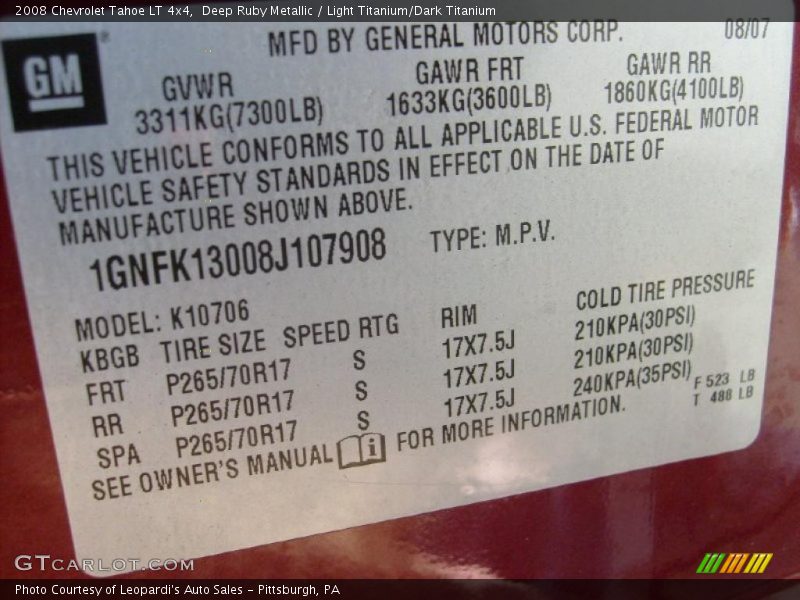 2008 Chevrolet Tahoe LT 4x4,  Deep Ruby Metallic / Light Titanium/Dark Titanium
MFD BY GENERAL MOTORS CORP. 08/07
GM
GVWR GAWR FRT GAWR RR
3311KG(7300LB) 1633KG(3600LB) 1860KG(4100LB)
THIS VEHICLE CONFORMS TO ALL APPLICABLE U.S. FEDERAL MOTOR
VEHICLE SAFETY STANDARDS IN EFFECT ON THE DATE OF
MANUFACTURE SHOWN ABOVE.
1GNFK13008J107908 TYPE: M.P.V.
MODEL: K10706
KBGB TIRE SIZE SPEED RTG RIM COLD TIRE PRESSURE
FRT P265/70R17 S 17X7.5J 210KPA(30PSI)
RR P265/70R17 S 17X7.5J 210KPA(30PSI)
SPA P265/70R17 S 17X7.5J 240KPA(35PSI) F 523 LB
T 488 LB
SEE OWNER'S MANUAL i FOR MORE INFORMATION.
GTCARLOT.COM
Photo Courtesy of Leopardi's Auto Sales - Pittsburgh, PA